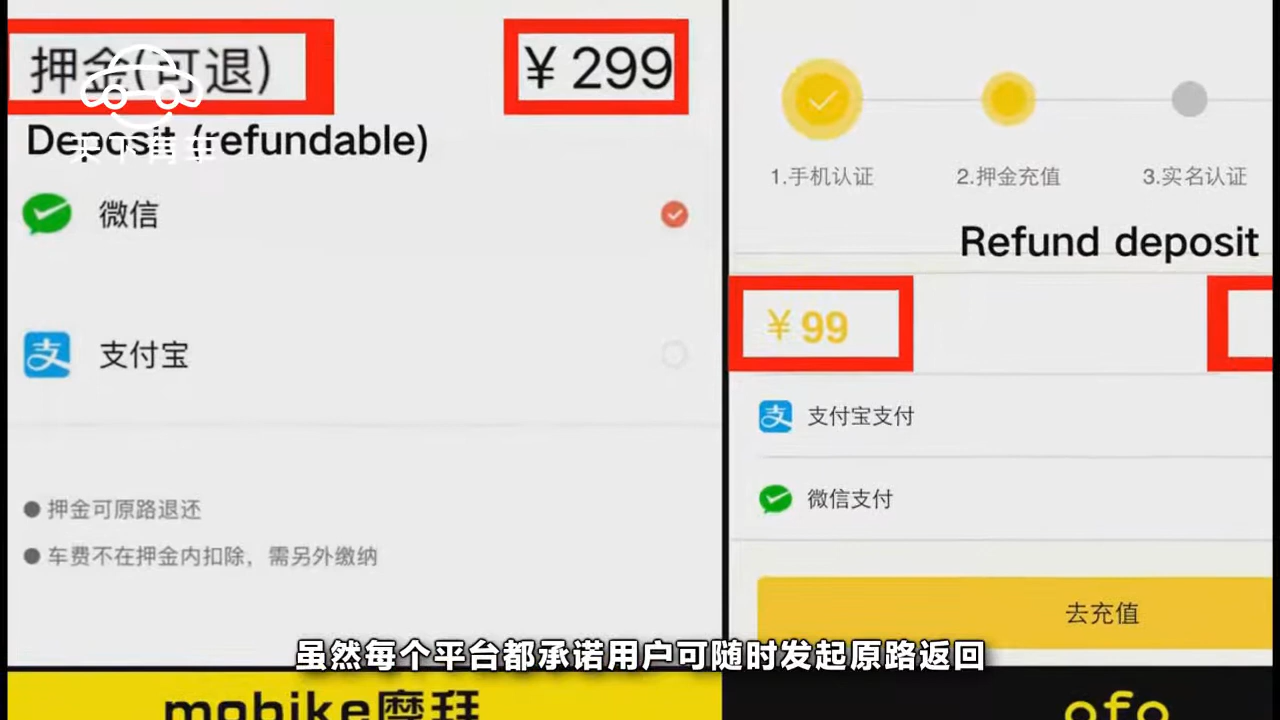 押金(可退)
¥299
Deposit (refundable)
天下有车
微信
支付宝
押金可原路退还
车费不在押金内扣除，需另外缴纳
mobike摩拜
1.手机认证
2.押金充值
3.实名认证
Refund deposit
¥99
支付宝支付
微信支付
去充值
ofo
虽然每个平台都承诺用户可随时发起原路返回